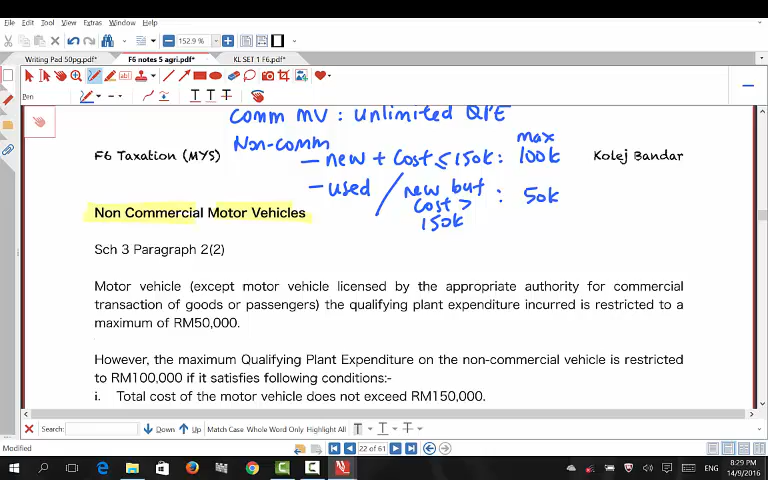 File Edit Tool View Extras Window Help
152.9%
Writing Pad 50pg.pdf* F6 notes 5 agri.pdf* KL SET 1 F6.pdf*
Pen
Comm MV : Unlimited QPE
Non-comm
max
– new + Cost ≤ 150k : 100k
– used / new but cost > 150k : 50k
F6 Taxation (MYS) Kolej Bandar
Non Commercial Motor Vehicles
Sch 3 Paragraph 2(2)
Motor vehicle (except motor vehicle licensed by the appropriate authority for commercial
transaction of goods or passengers) the qualifying plant expenditure incurred is restricted to a
maximum of RM50,000.
However, the maximum Qualifying Plant Expenditure on the non-commercial vehicle is restricted
to RM100,000 if it satisfies following conditions:-
i. Total cost of the motor vehicle does not exceed RM150,000.
Search: Down Up Match Case Whole Word Only Highlight All
Modified 22 of 61
ENG 8:29 PM
14/9/2016